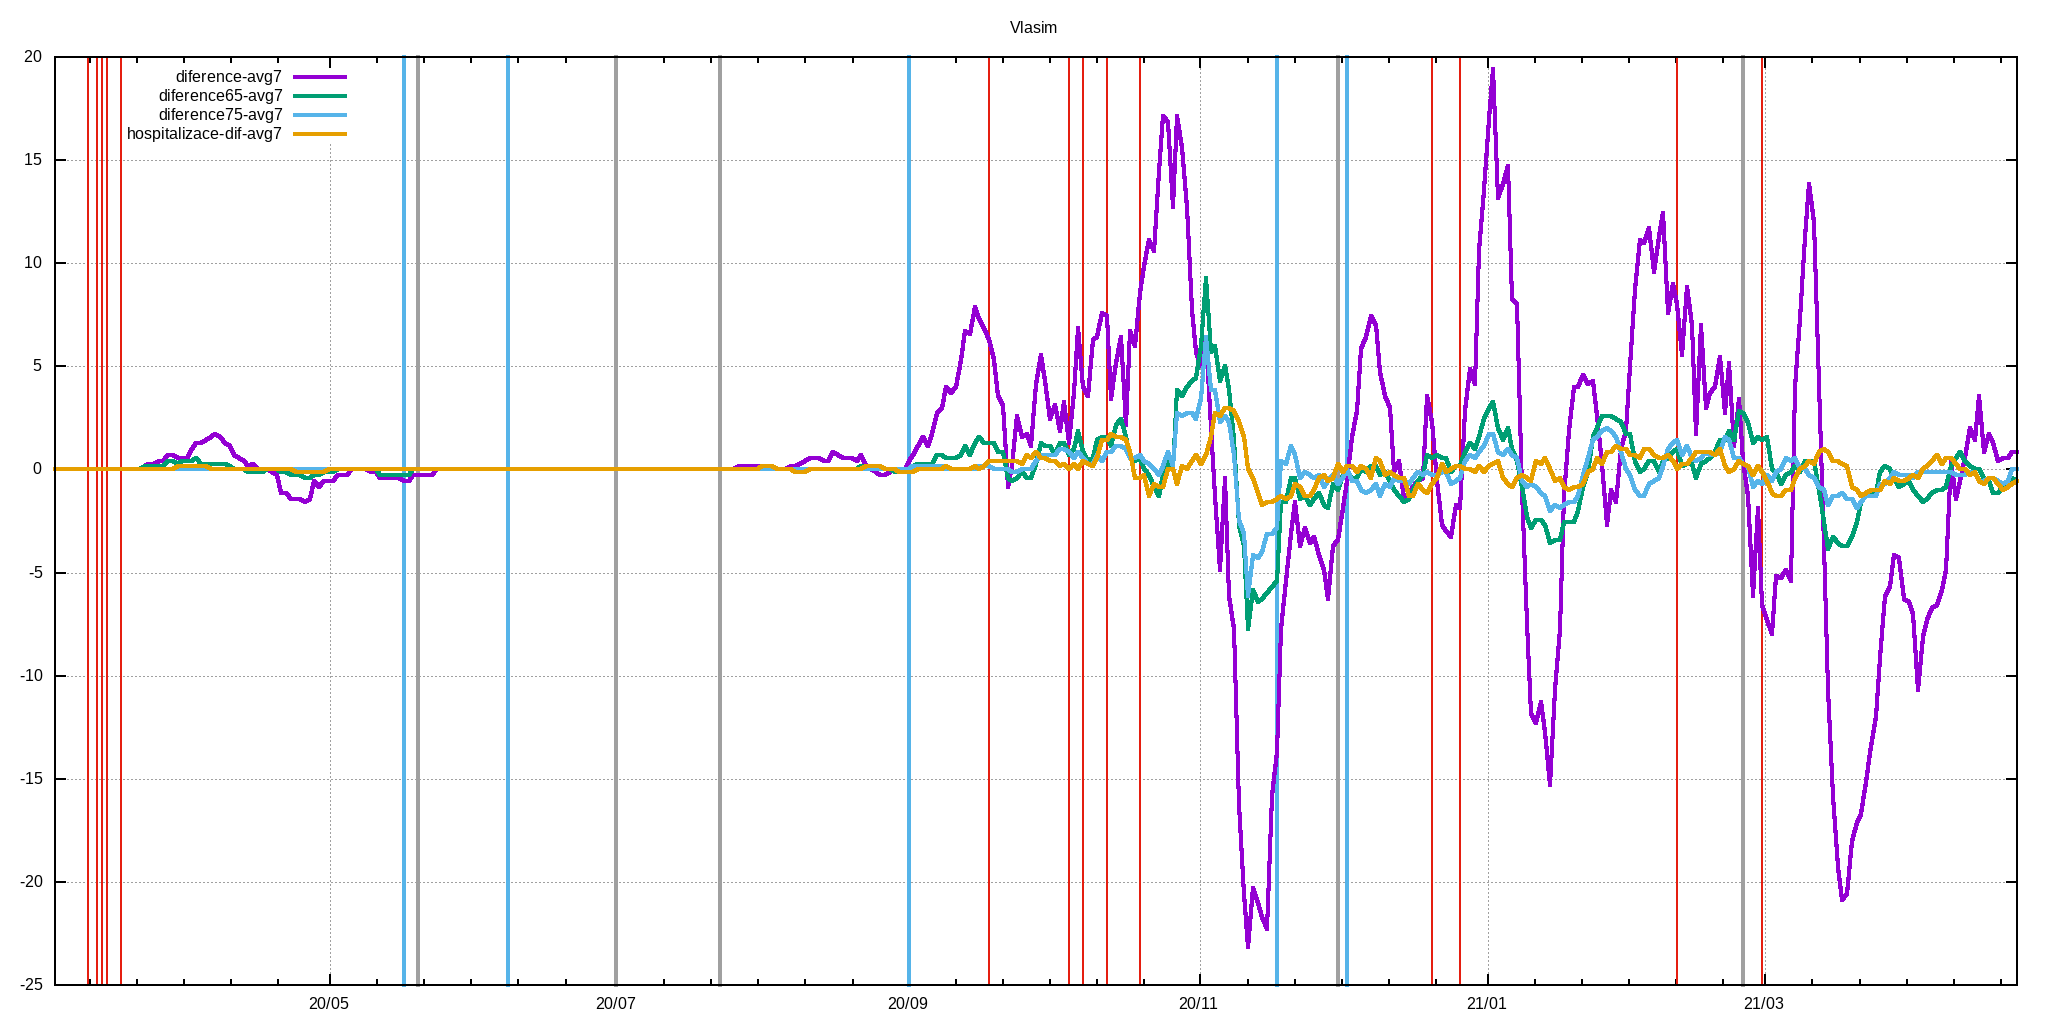 Vlasim
diference-avg7
diference65-avg7
diference75-avg7
hospitalizace-dif-avg7
20
15
10
5
0
-5
-10
-15
-20
-25
20/05 20/07 20/09 20/11 21/01 21/03